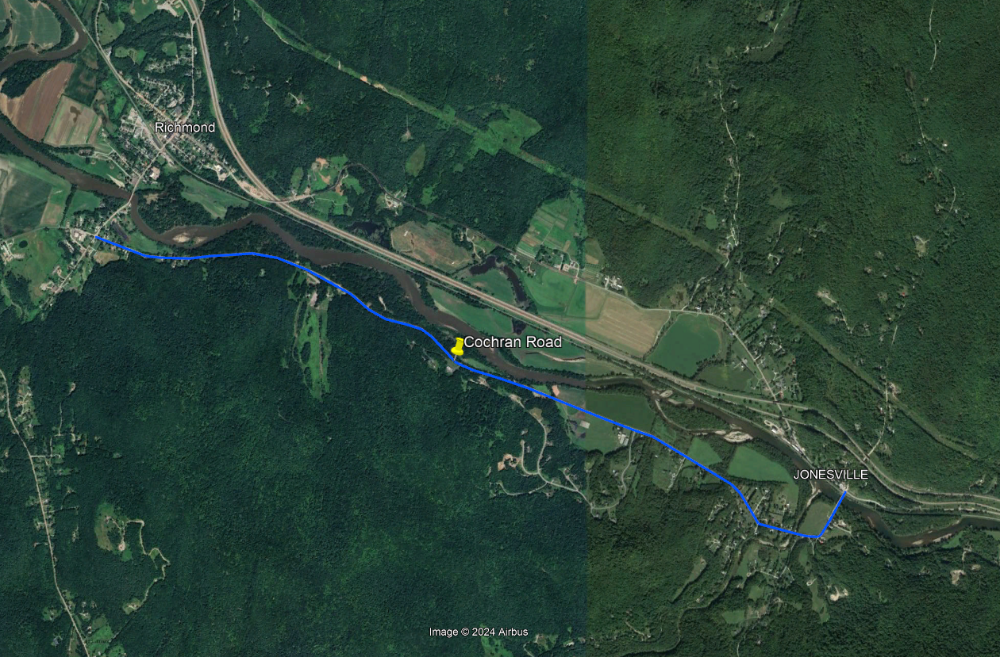 Richmond
Cochran Road
JONESVILLE
Image © 2024 Airbus